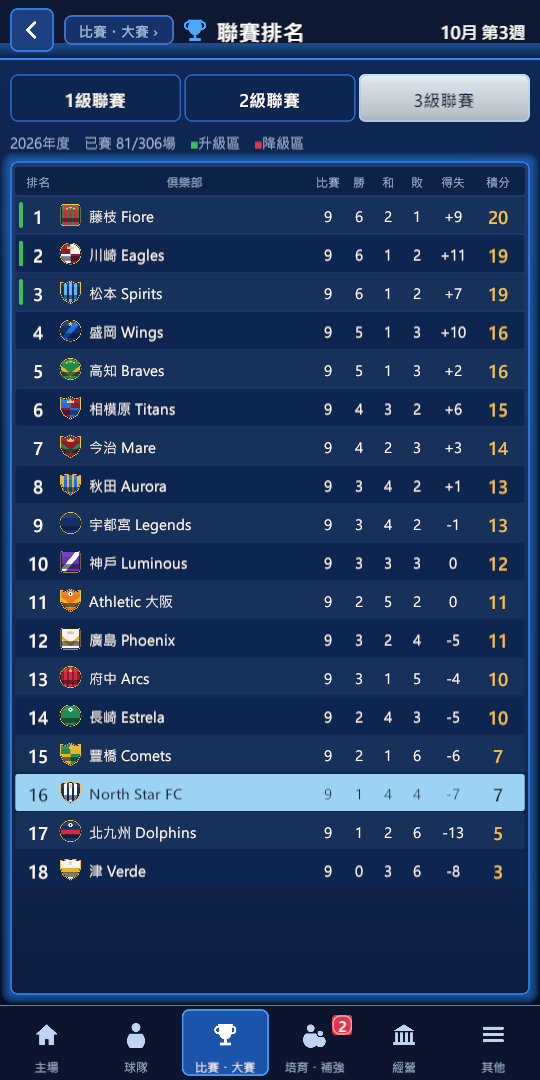 比賽・大賽 ›
聯賽排名
10月 第3週
1級聯賽 2級聯賽 3級聯賽
2026年度 已賽 81/306場 ■升級區 ■降級區
排名 俱樂部 比賽 勝 和 敗 得失 積分
1 藤枝 Fiore 9 6 2 1 +9 20
2 川崎 Eagles 9 6 1 2 +11 19
3 松本 Spirits 9 6 1 2 +7 19
4 盛岡 Wings 9 5 1 3 +10 16
5 高知 Braves 9 5 1 3 +2 16
6 相模原 Titans 9 4 3 2 +6 15
7 今治 Mare 9 4 2 3 +3 14
8 秋田 Aurora 9 3 4 2 +1 13
9 宇都宮 Legends 9 3 4 2 -1 13
10 神戶 Luminous 9 3 3 3 0 12
11 Athletic 大阪 9 2 5 2 0 11
12 廣島 Phoenix 9 3 2 4 -5 11
13 府中 Arcs 9 3 1 5 -4 10
14 長崎 Estrela 9 2 4 3 -5 10
15 豐橋 Comets 9 2 1 6 -6 7
16 North Star FC 9 1 4 4 -7 7
17 北九州 Dolphins 9 1 2 6 -13 5
18 津 Verde 9 0 3 6 -8 3
2
主場 球隊 比賽・大賽 培育・補強 經營 其他